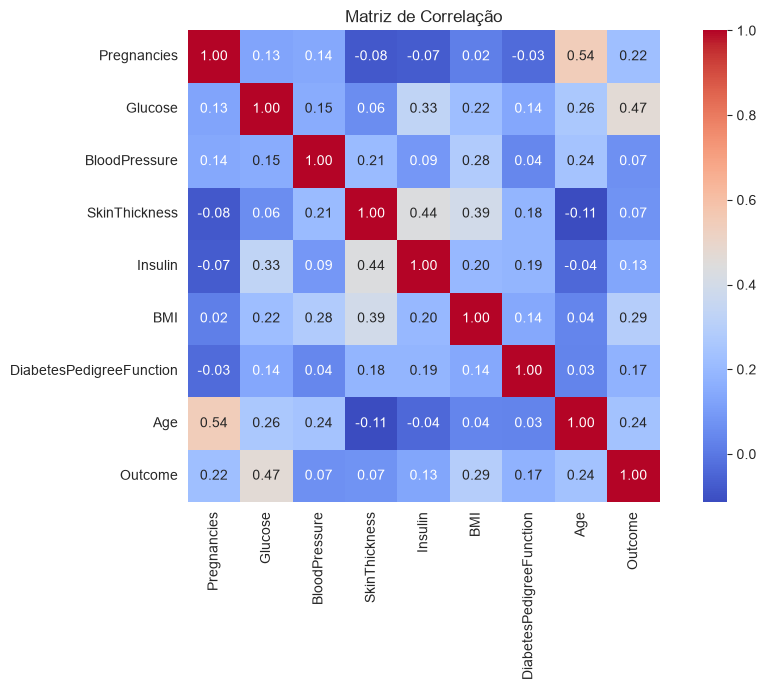 Matriz de Correlação
Pregnancies 1.00 0.13 0.14 -0.08 -0.07 0.02 -0.03 0.54 0.22
Glucose 0.13 1.00 0.15 0.06 0.33 0.22 0.14 0.26 0.47
BloodPressure 0.14 0.15 1.00 0.21 0.09 0.28 0.04 0.24 0.07
SkinThickness -0.08 0.06 0.21 1.00 0.44 0.39 0.18 -0.11 0.07
Insulin -0.07 0.33 0.09 0.44 1.00 0.20 0.19 -0.04 0.13
BMI 0.02 0.22 0.28 0.39 0.20 1.00 0.14 0.04 0.29
DiabetesPedigreeFunction -0.03 0.14 0.04 0.18 0.19 0.14 1.00 0.03 0.17
Age 0.54 0.26 0.24 -0.11 -0.04 0.04 0.03 1.00 0.24
Outcome 0.22 0.47 0.07 0.07 0.13 0.29 0.17 0.24 1.00
Pregnancies
Glucose
BloodPressure
SkinThickness
Insulin
BMI
DiabetesPedigreeFunction
Age
Outcome
1.0
0.8
0.6
0.4
0.2
0.0